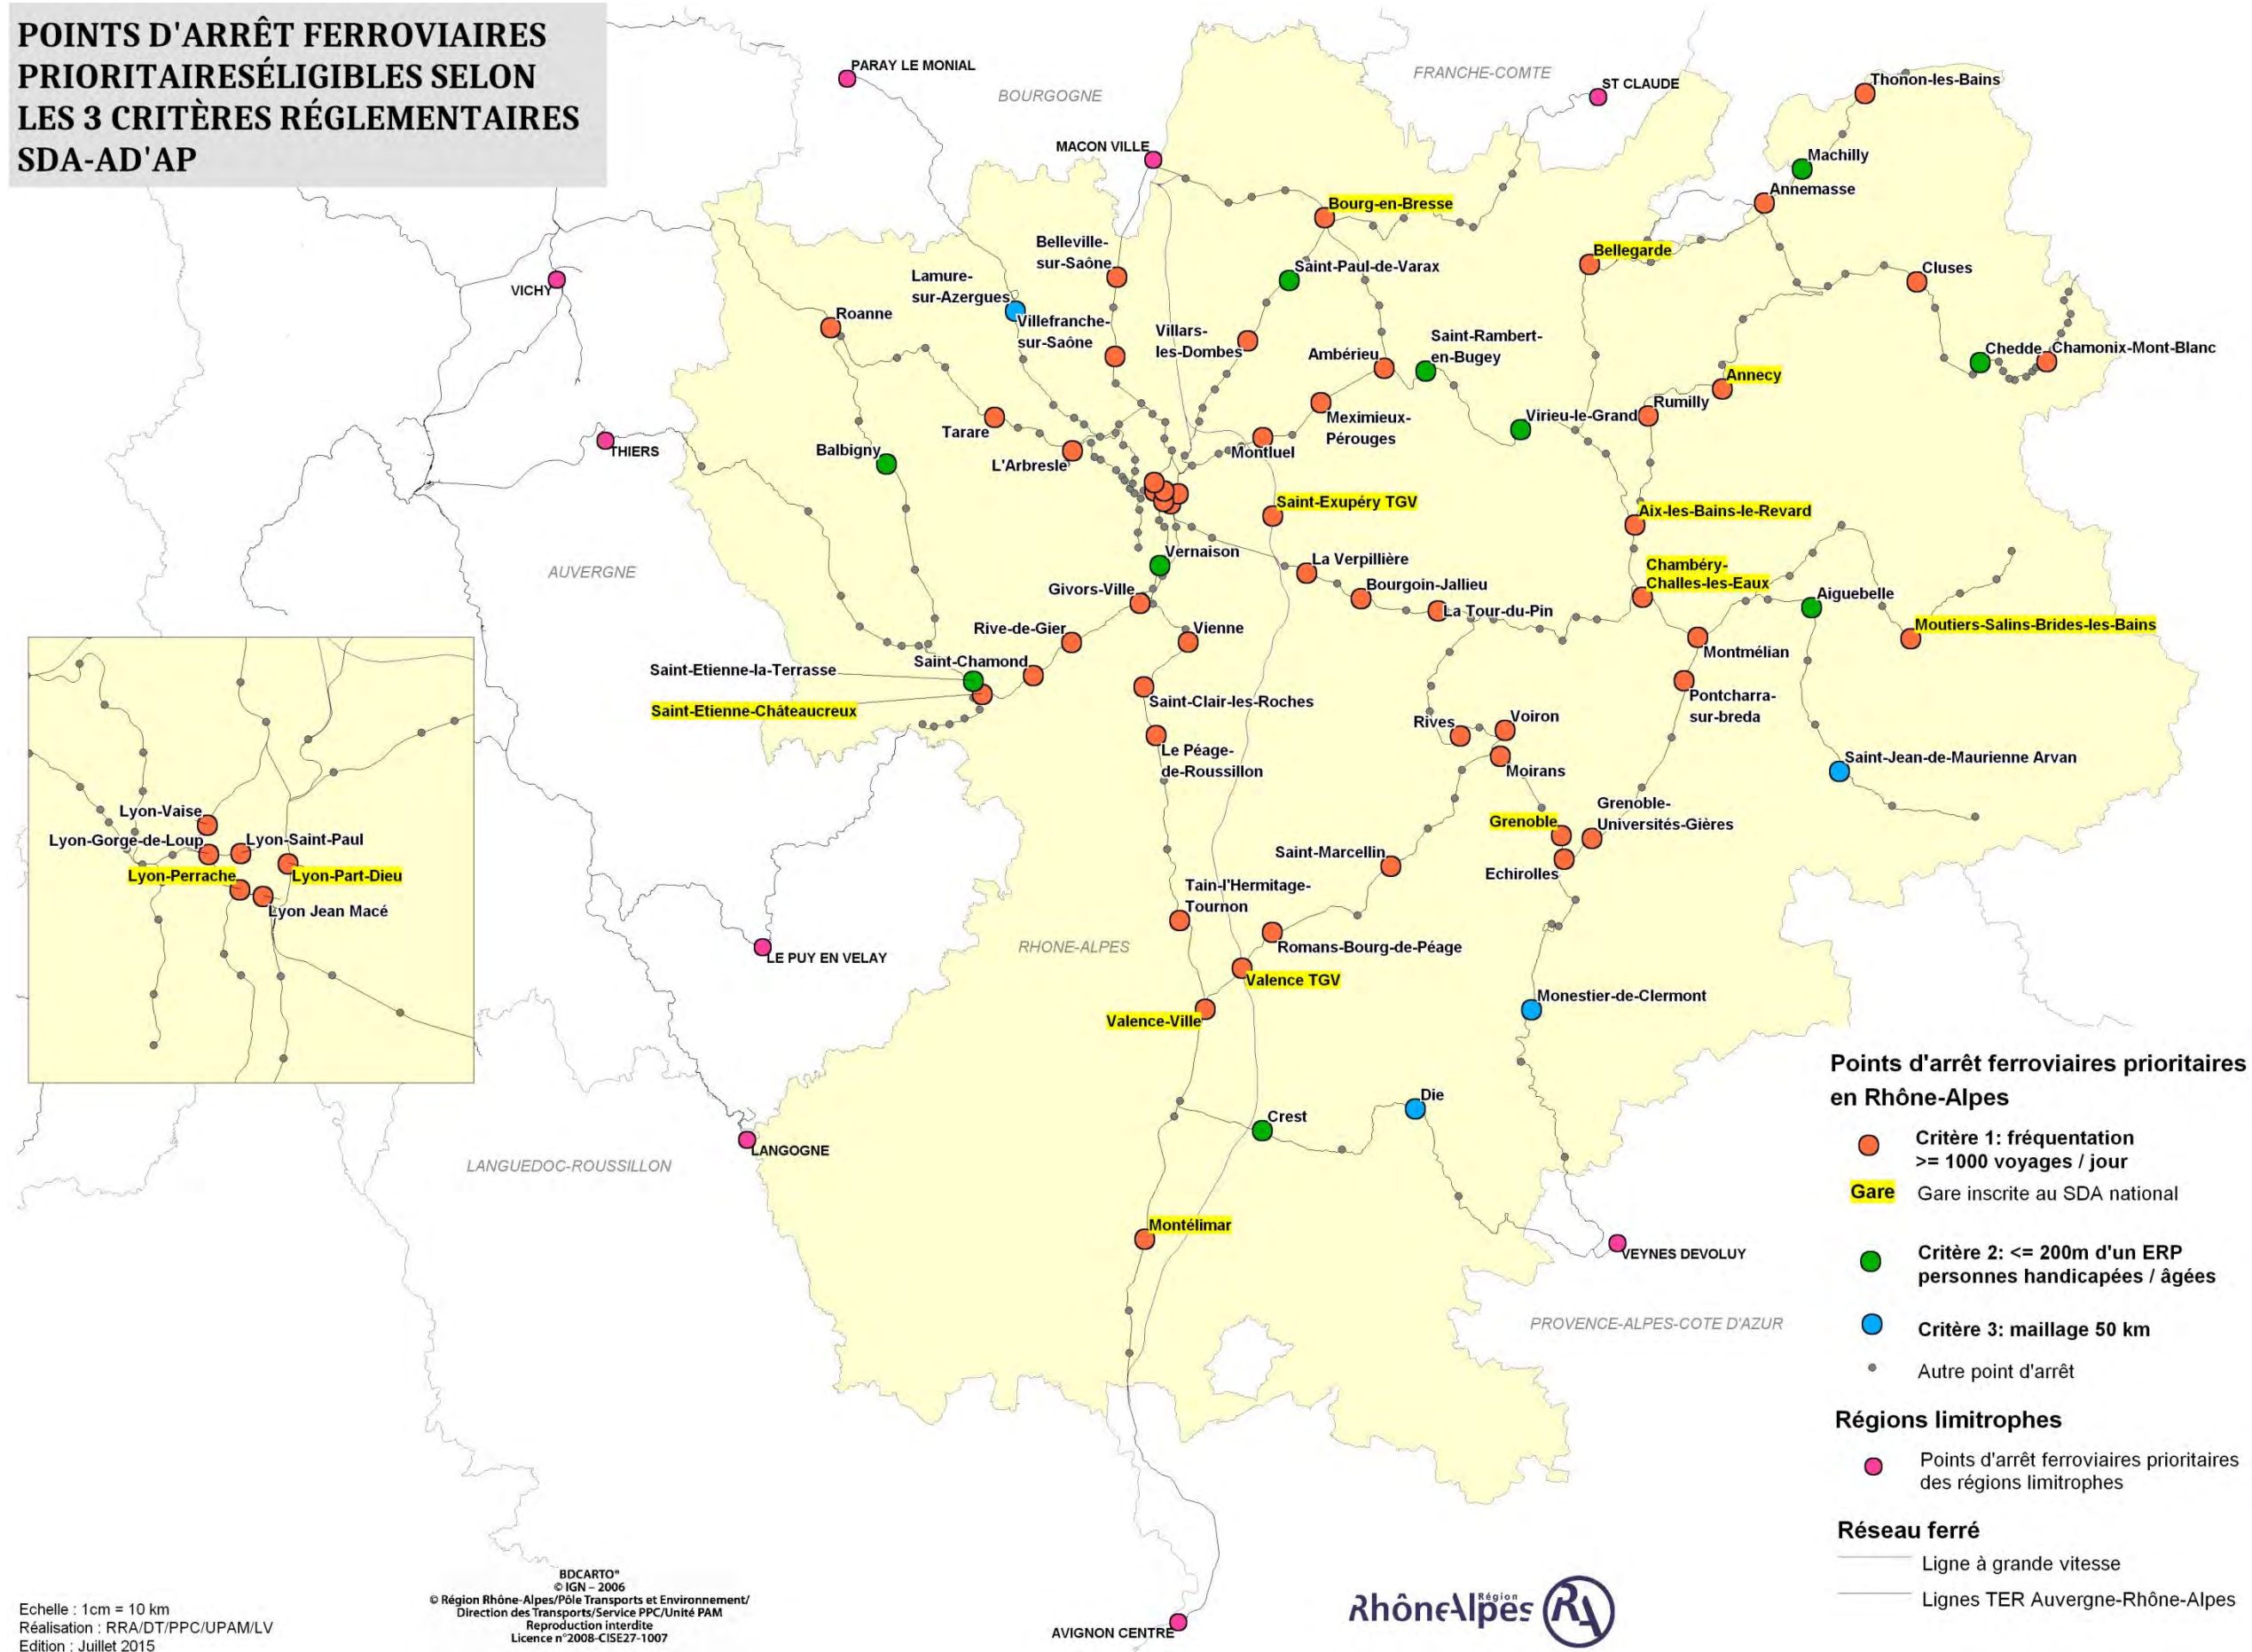 POINTS D'ARRÊT FERROVIAIRES
PRIORITAIRESÉLIGIBLES SELON
LES 3 CRITÈRES RÉGLEMENTAIRES
SDA-AD'AP
PARAY LE MONIAL
BOURGOGNE
FRANCHE-COMTE
ST CLAUDE
Thonon-les-Bains
MACON VILLE
Machilly
Annemasse
Bourg-en-Bresse
Belleville-
sur-Saône
Bellegarde
Saint-Paul-de-Varax
Cluses
Lamure-
sur-Azergues
VICHY
Roanne
Villefranche-
sur-Saône
Villars-
les-Dombes
Ambérieu
Saint-Rambert-
en-Bugey
Chedde
Chamonix-Mont-Blanc
Annecy
Rumilly
Virieu-le-Grand
Meximieux-
Pérouges
Tarare
THIERS
Balbigny
L'Arbresle
Montluel
Saint-Exupéry TGV
Aix-les-Bains-le-Revard
Vernaison
La Verpillière
Chambéry-
Challes-les-Eaux
AUVERGNE
Givors-Ville
Bourgoin-Jallieu
La Tour-du-Pin
Aiguebelle
Rive-de-Gier
Vienne
Moutiers-Salins-Brides-les-Bains
Montmélian
Saint-Etienne-la-Terrasse
Saint-Chamond
Saint-Etienne-Châteaucreux
Saint-Clair-les-Roches
Pontcharra-
sur-breda
Rives
Voiron
Le Péage-
de-Roussillon
Moirans
Saint-Jean-de-Maurienne Arvan
Lyon-Vaise
Lyon-Gorge-de-Loup
Lyon-Saint-Paul
Lyon-Perrache
Lyon-Part-Dieu
Lyon Jean Macé
Grenoble-
Universités-Gières
Grenoble
Saint-Marcellin
Echirolles
Tain-l'Hermitage-
Tournon
RHONE-ALPES
Romans-Bourg-de-Péage
LE PUY EN VELAY
Valence TGV
Monestier-de-Clermont
Valence-Ville
Die
Crest
LANGOGNE
LANGUEDOC-ROUSSILLON
Montélimar
VEYNES DEVOLUY
PROVENCE-ALPES-COTE D'AZUR
AVIGNON CENTRE
Points d'arrêt ferroviaires prioritaires
en Rhône-Alpes
Critère 1: fréquentation
>= 1000 voyages / jour
Gare Gare inscrite au SDA national
Critère 2: <= 200m d'un ERP
personnes handicapées / âgées
Critère 3: maillage 50 km
Autre point d'arrêt
Régions limitrophes
Points d'arrêt ferroviaires prioritaires
des régions limitrophes
Réseau ferré
Ligne à grande vitesse
Lignes TER Auvergne-Rhône-Alpes
Echelle : 1cm = 10 km
Réalisation : RRA/DT/PPC/UPAM/LV
Edition : Juillet 2015
BDCARTO®
© IGN – 2006
© Région Rhône-Alpes/Pôle Transports et Environnement/
Direction des Transports/Service PPC/Unité PAM
Reproduction interdite
Licence n°2008-CISE27-1007
RhôneAlpes Région RA